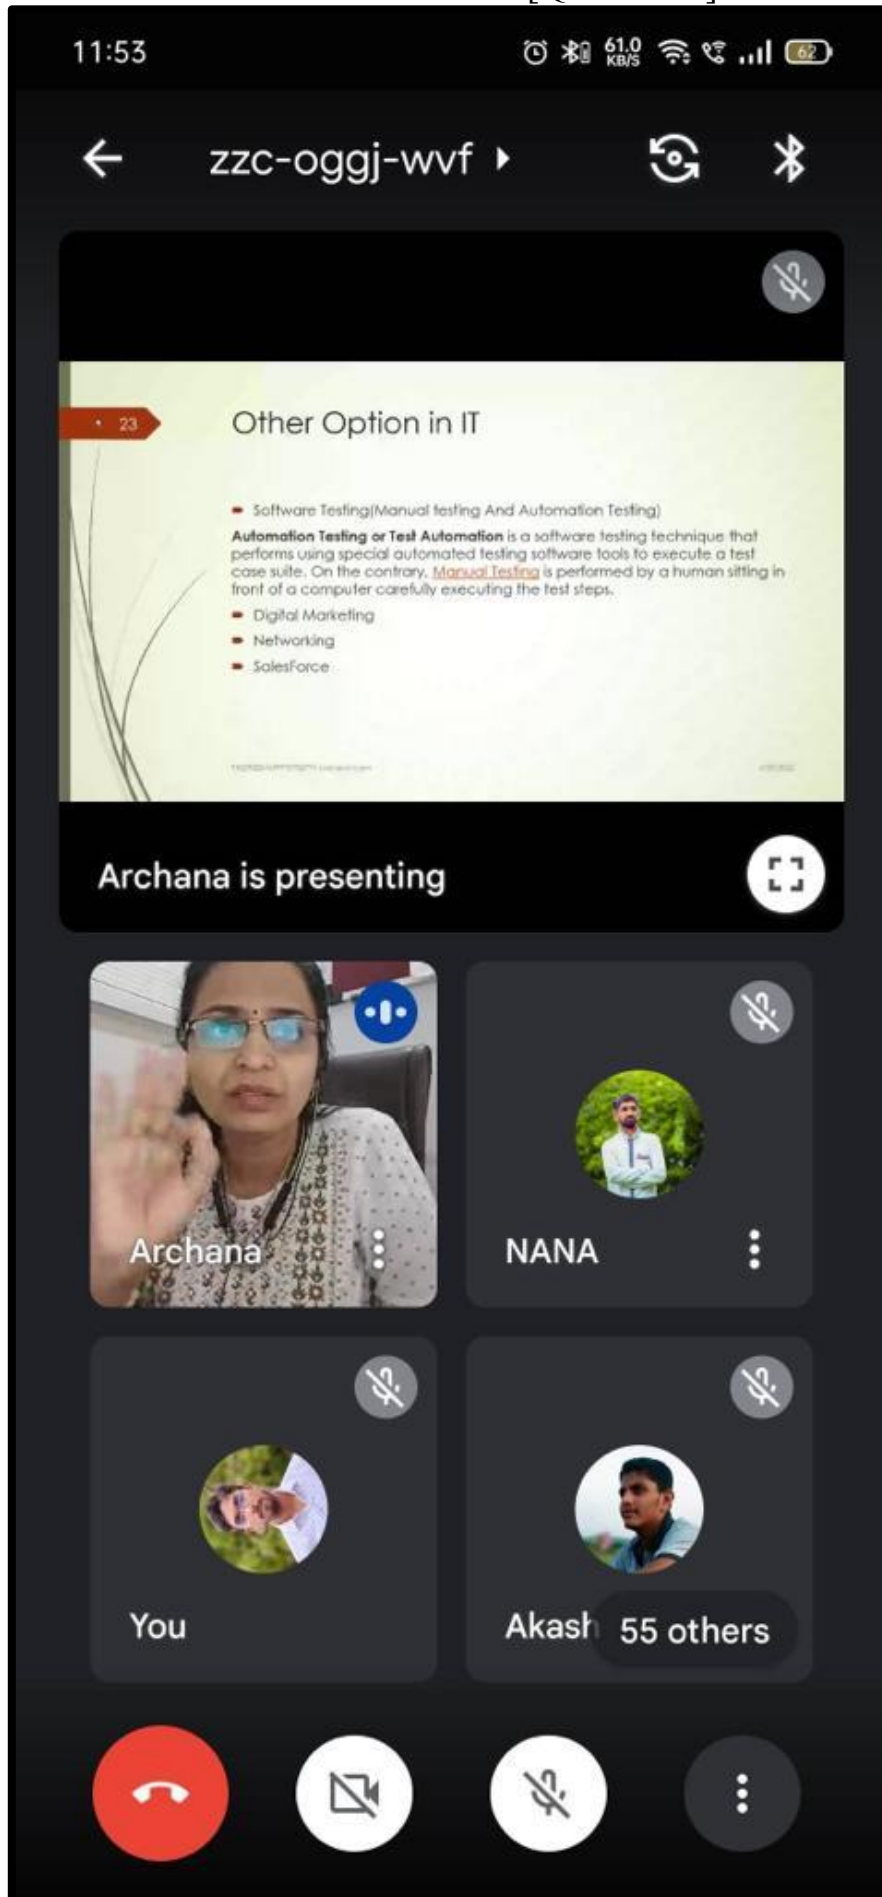 11:53
61.0
KB/S
62
zzc-oggj-wvf
23
Other Option in IT
Software Testing(Manual testing And Automation Testing)
Automation Testing or Test Automation is a software testing technique that
performs using special automated testing software tools to execute a test
case suite. On the contrary, Manual Testing is performed by a human sitting in
front of a computer carefully executing the test steps.
Digital Marketing
Networking
SalesForce
Archana is presenting
Archana
NANA
You
Akash
55 others